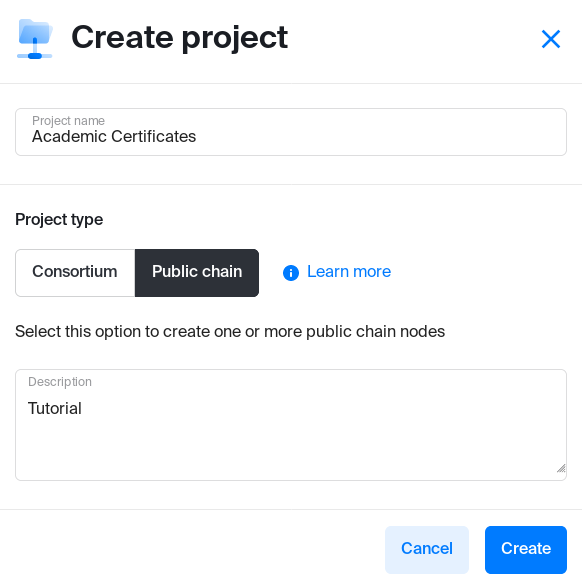 Create project
Project name
Academic Certificates
Project type
Consortium
Public chain
Learn more
Select this option to create one or more public chain nodes
Description
Tutorial
Cancel
Create